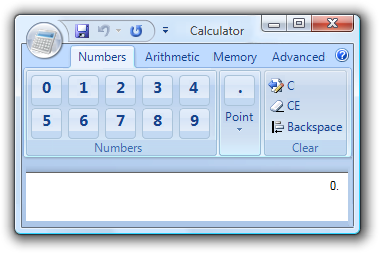 Calculator
Numbers Arithmetic Memory Advanced
0 1 2 3 4 . C
5 6 7 8 9 Point CE
Backspace
Numbers Clear
0.